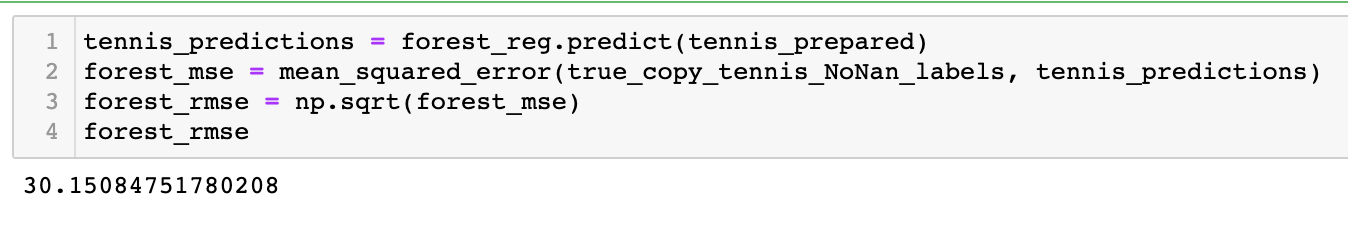 1 tennis_predictions = forest_reg.predict(tennis_prepared)
2 forest_mse = mean_squared_error(true_copy_tennis_NoNan_labels, tennis_predictions)
3 forest_rmse = np.sqrt(forest_mse)
4 forest_rmse
30.15084751780208